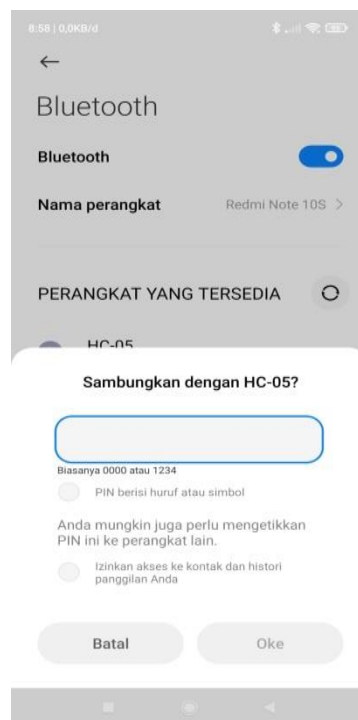 8:58 | 0,0KB/d
Bluetooth
Bluetooth
Nama perangkat Redmi Note 10S
PERANGKAT YANG TERSEDIA
HC-05
Sambungkan dengan HC-05?
Biasanya 0000 atau 1234
PIN berisi huruf atau simbol
Anda mungkin juga perlu mengetikkan
PIN ini ke perangkat lain.
Izinkan akses ke kontak dan histori
panggilan Anda
Batal Oke